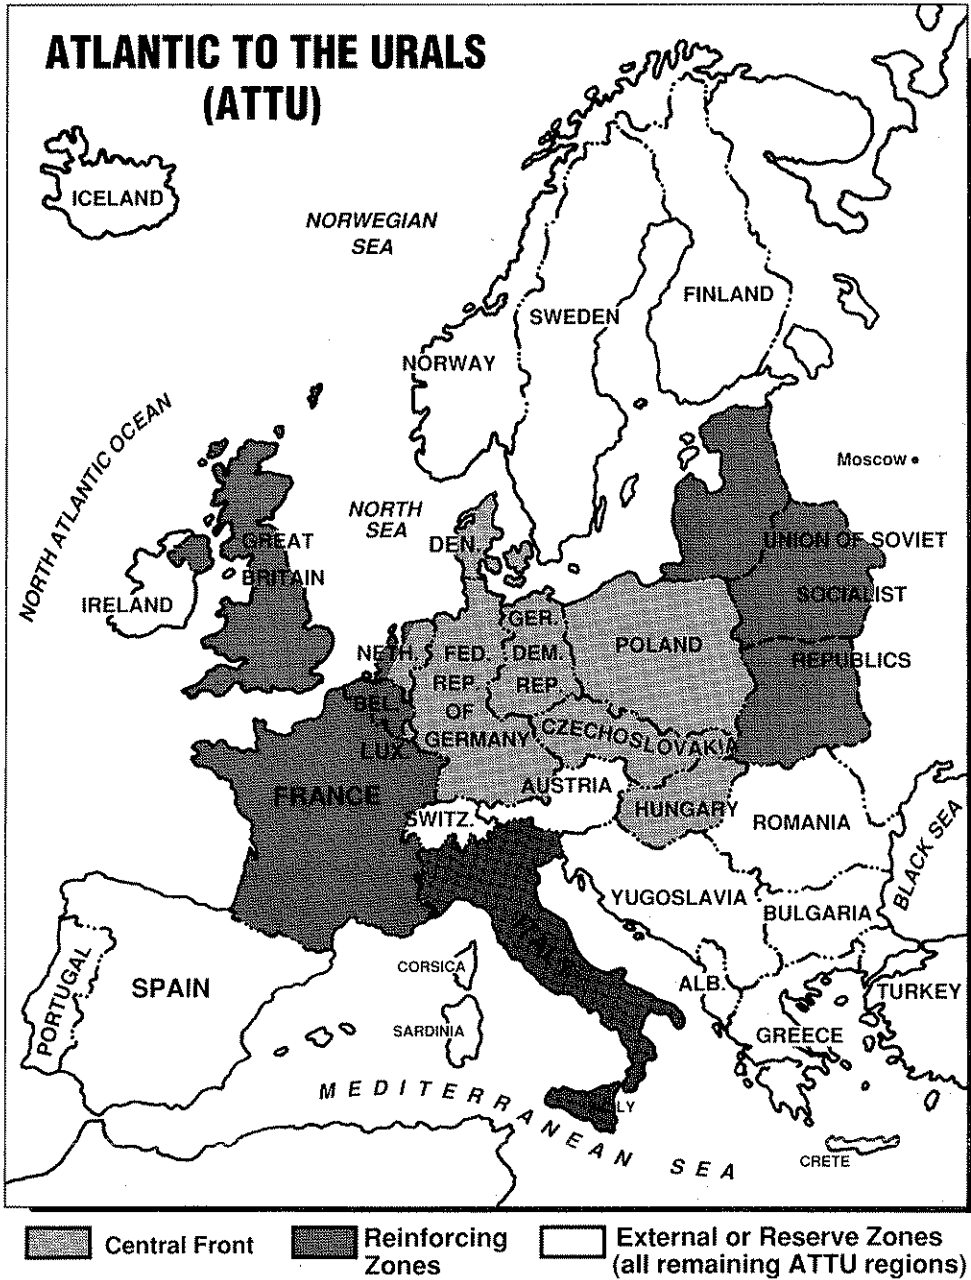 ATLANTIC TO THE URALS
(ATTU)
ICELAND
NORWEGIAN
SEA
FINLAND
SWEDEN
NORWAY
NORTH ATLANTIC OCEAN
Moscow
NORTH
SEA
DEN.
GREAT
BRITAIN
IRELAND
UNION OF SOVIET
SOCIALIST
REPUBLICS
GER.
DEM.
REP.
POLAND
NETH.
FED.
REP.
OF
GERMANY
BEL.
LUX.
CZECHOSLOVAKIA
FRANCE
AUSTRIA
SWITZ.
HUNGARY
ROMANIA
BLACK SEA
YUGOSLAVIA
BULGARIA
ITALY
CORSICA
SARDINIA
ALB.
TURKEY
GREECE
PORTUGAL
SPAIN
MEDITERRANEAN SEA
CRETE
Central Front
Reinforcing
Zones
External or Reserve Zones
(all remaining ATTU regions)